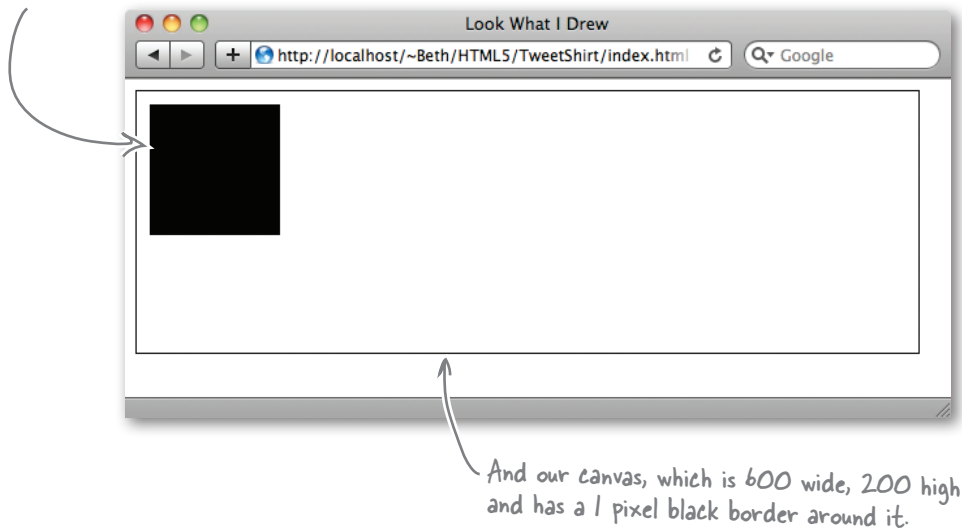 Look What I Drew
http://localhost/~Beth/HTML5/TweetShirt/index.html
Google
And our canvas, which is 600 wide, 200 high
and has a 1 pixel black border around it.